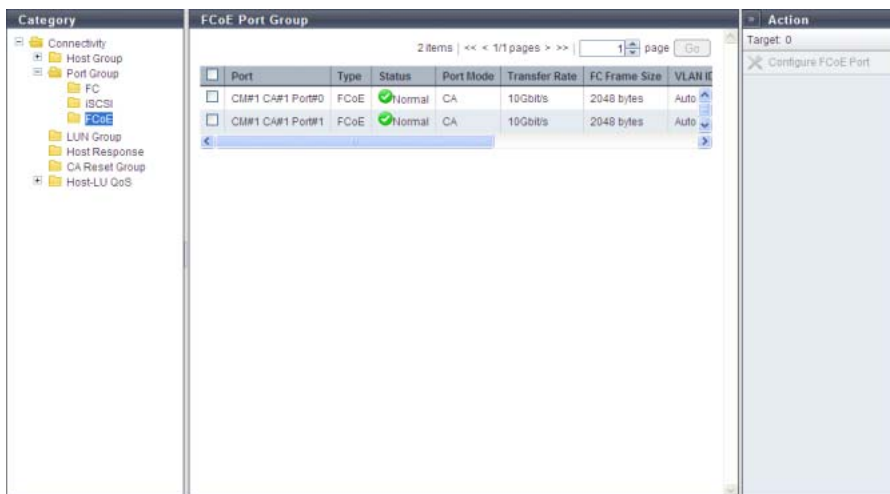 Category
Connectivity
Host Group
Port Group
FC
iSCSI
FCoE
LUN Group
Host Response
CA Reset Group
Host-LU QoS
FCoE Port Group
2 items | << < 1/1 pages > >> | 1 page Go
Port Type Status Port Mode Transfer Rate FC Frame Size VLAN ID
CM#1 CA#1 Port#0 FCoE Normal CA 10Gbit/s 2048 bytes Auto
CM#1 CA#1 Port#1 FCoE Normal CA 10Gbit/s 2048 bytes Auto
» Action
Target: 0
Configure FCoE Port